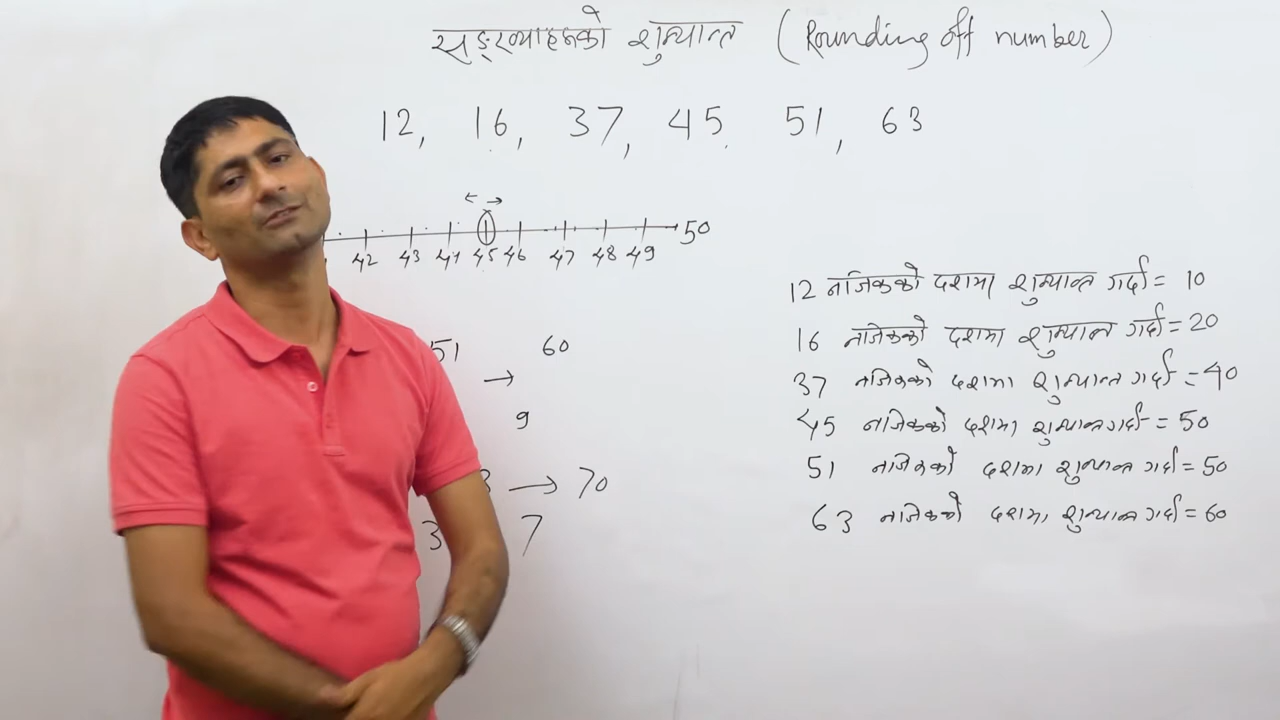 सङ्ख्याहरुको शुन्यान्त (Rounding off number)
12, 16, 37, 45 51, 63
← →
42 43 44 45 46 47 48 49 50
12 नजिकको दशमा शुन्यान्त गर्दा = 10
16 नजिकको दशमा शुन्यान्त गर्दा = 20
37 नजिकको दशमा शुन्यान्त गर्दा = 40
45 नजिकको दशमा शुन्यान्त गर्दा = 50
51 नजिकको दशमा शुन्यान्त गर्दा = 50
63 नजिकको दशमा शुन्यान्त गर्दा = 60
51 60
→
9
3 → 70
3 7